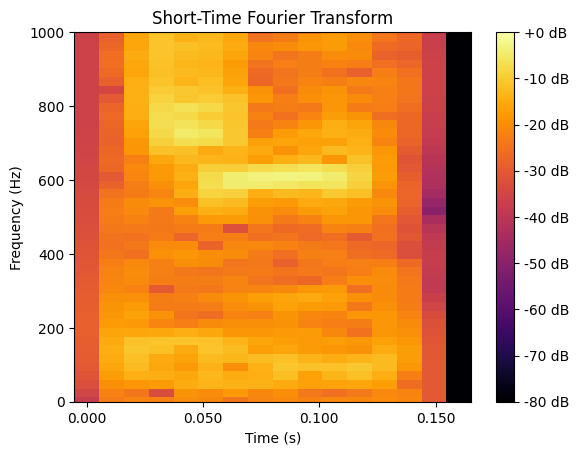 Short-Time Fourier Transform
1000
800
600
400
200
0
Frequency (Hz)
0.000
0.050
0.100
0.150
Time (s)
+0 dB
-10 dB
-20 dB
-30 dB
-40 dB
-50 dB
-60 dB
-70 dB
-80 dB